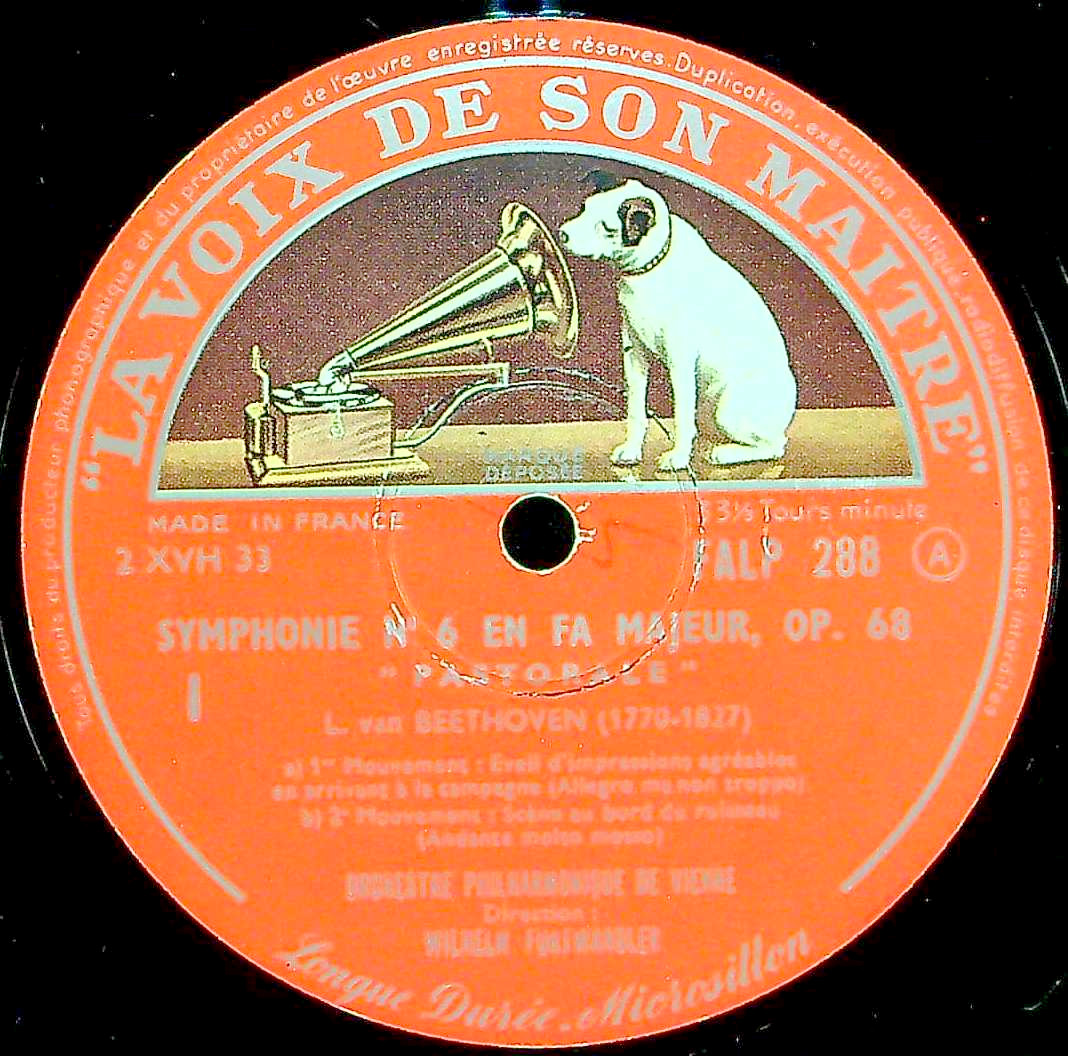 Tous droits du producteur phonographique et du propriétaire de l'œuvre enregistrée réservés. Duplication, exécution publique, radiodiffusion de ce disque interdites
"LA VOIX DE SON MAITRE"
MARQUE
DÉPOSÉE
MADE IN FRANCE
33⅓ Tours minute
2 XVH 33
FALP 288 A
SYMPHONIE N° 6 EN FA MAJEUR, OP. 68
"PASTORALE"
I
L. van BEETHOVEN (1770-1827)
a) 1er Mouvement : Eveil d'impressions agréables
en arrivant à la campagne (Allegro ma non troppo)
b) 2e Mouvement : Scène au bord du ruisseau
(Andante molto mosso)
ORCHESTRE PHILHARMONIQUE DE VIENNE
Direction :
WILHELM FURTWANGLER
Longue Durée. Microsillon